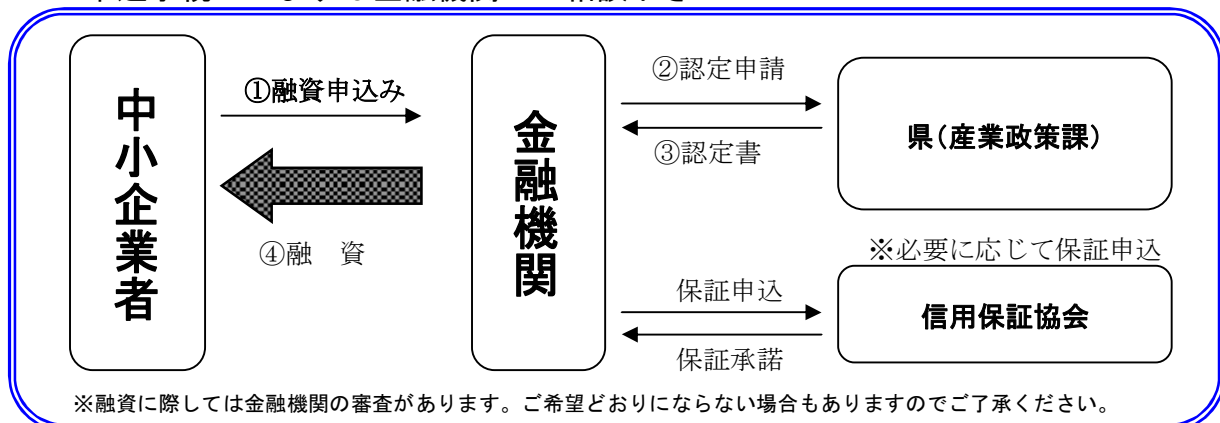 中小企業者
①融資申込み
④融　資
金融機関
②認定申請
③認定書
県（産業政策課）
※必要に応じて保証申込
保証申込
保証承諾
信用保証協会
※融資に際しては金融機関の審査があります。ご希望どおりにならない場合もありますのでご了承ください。